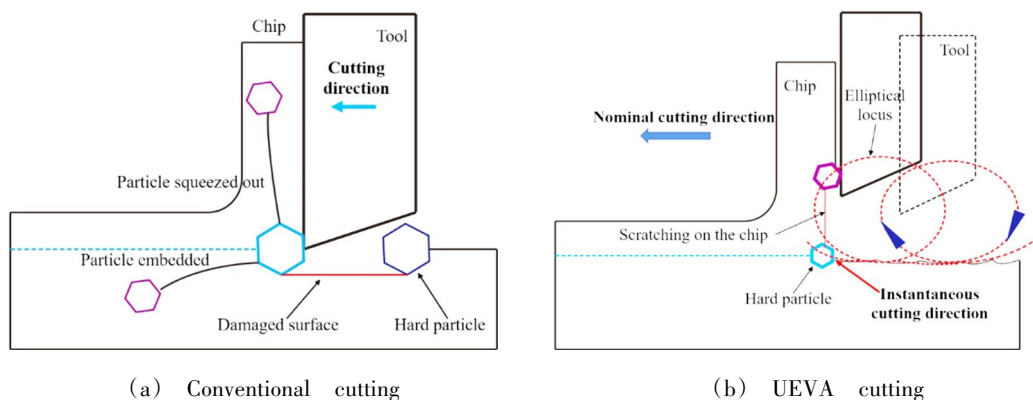 Chip
Tool
Cutting
direction
Particle squeezed out
Particle embedded
Damaged surface
Hard particle
(a) Conventional cutting
Tool
Chip
Elliptical
locus
Nominal cutting direction
Scratching on the chip
Hard particle
Instantaneous
cutting direction
(b) UEVA cutting